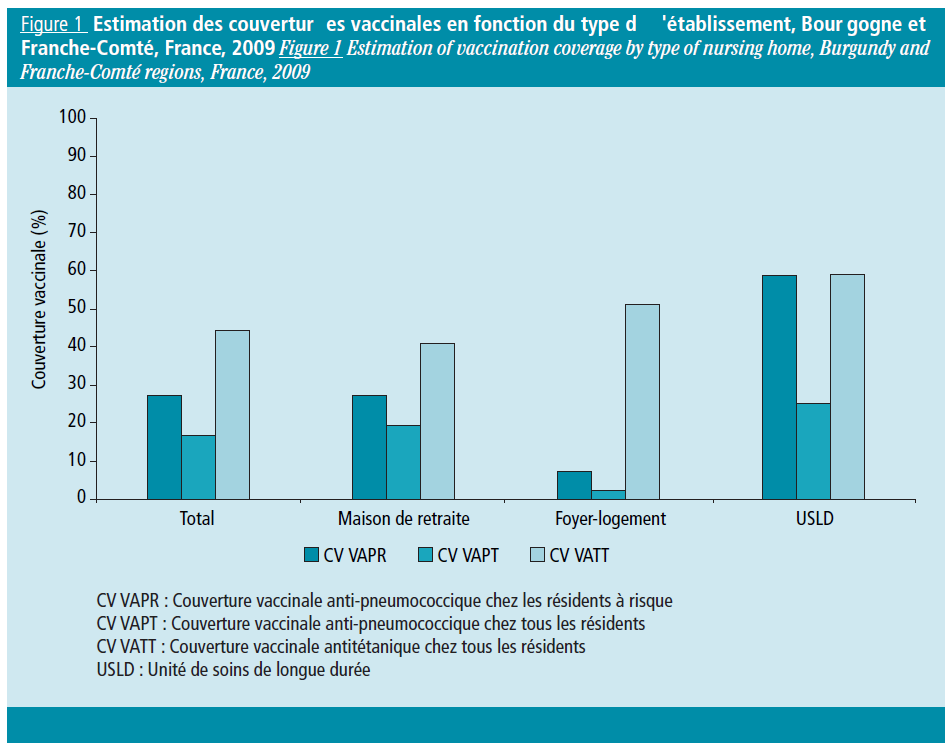 Figure 1 Estimation des couvertur es vaccinales en fonction du type d 'établissement, Bour gogne et
Franche-Comté, France, 2009 Figure 1 Estimation of vaccination coverage by type of nursing home, Burgundy and
Franche-Comté regions, France, 2009
100
90
80
70
60
50
40
30
20
10
0
Couverture vaccinale (%)
Total Maison de retraite Foyer-logement USLD
CV VAPR CV VAPT CV VATT
CV VAPR : Couverture vaccinale anti-pneumococcique chez les résidents à risque
CV VAPT : Couverture vaccinale anti-pneumococcique chez tous les résidents
CV VATT : Couverture vaccinale antitétanique chez tous les résidents
USLD : Unité de soins de longue durée